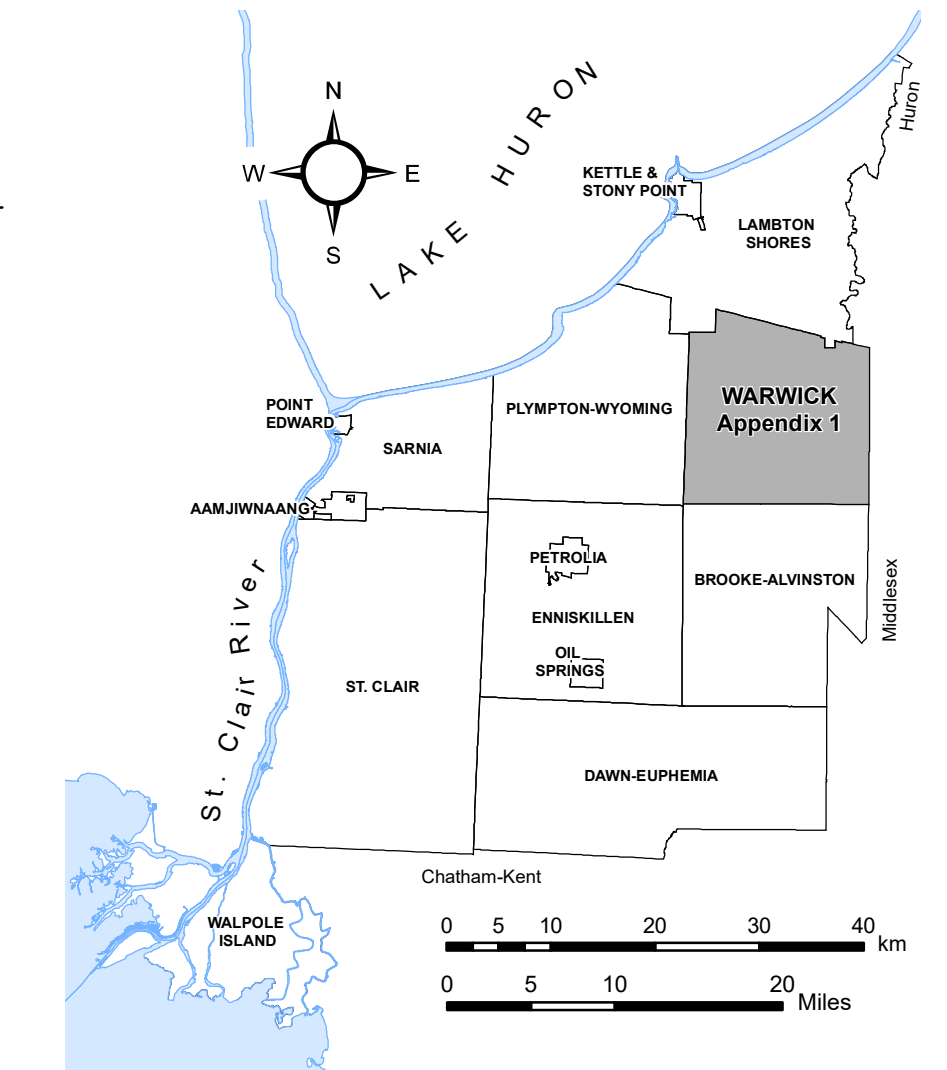 N
W
E
S
LAKE HURON
Huron
KETTLE &
STONY POINT
LAMBTON
SHORES
POINT
EDWARD
SARNIA
PLYMPTON-WYOMING
WARWICK
Appendix 1
AAMJIWNAANG
PETROLIA
BROOKE-ALVINSTON
Middlesex
ENNISKILLEN
OIL
SPRINGS
ST. CLAIR
St. Clair River
DAWN-EUPHEMIA
Chatham-Kent
WALPOLE
ISLAND
0 5 10 20 30 40
km
0 5 10 20
Miles